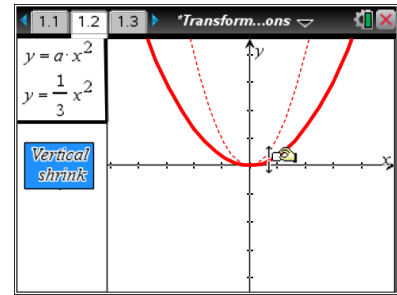 1.1 1.2 1.3 *Transform...ons
y = a · x²
y = 1/3 x²
Vertical
shrink
y
x